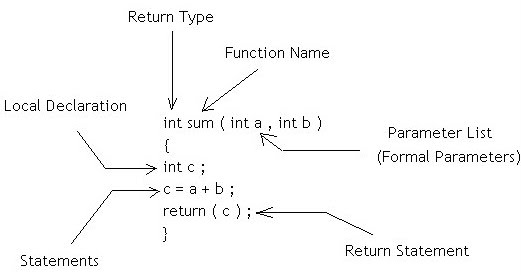 Return Type
Function Name
Local Declaration
int sum ( int a , int b )
Parameter List
(Formal Parameters)
{
int c ;
c = a + b ;
return ( c ) ;
}
Statements
Return Statement